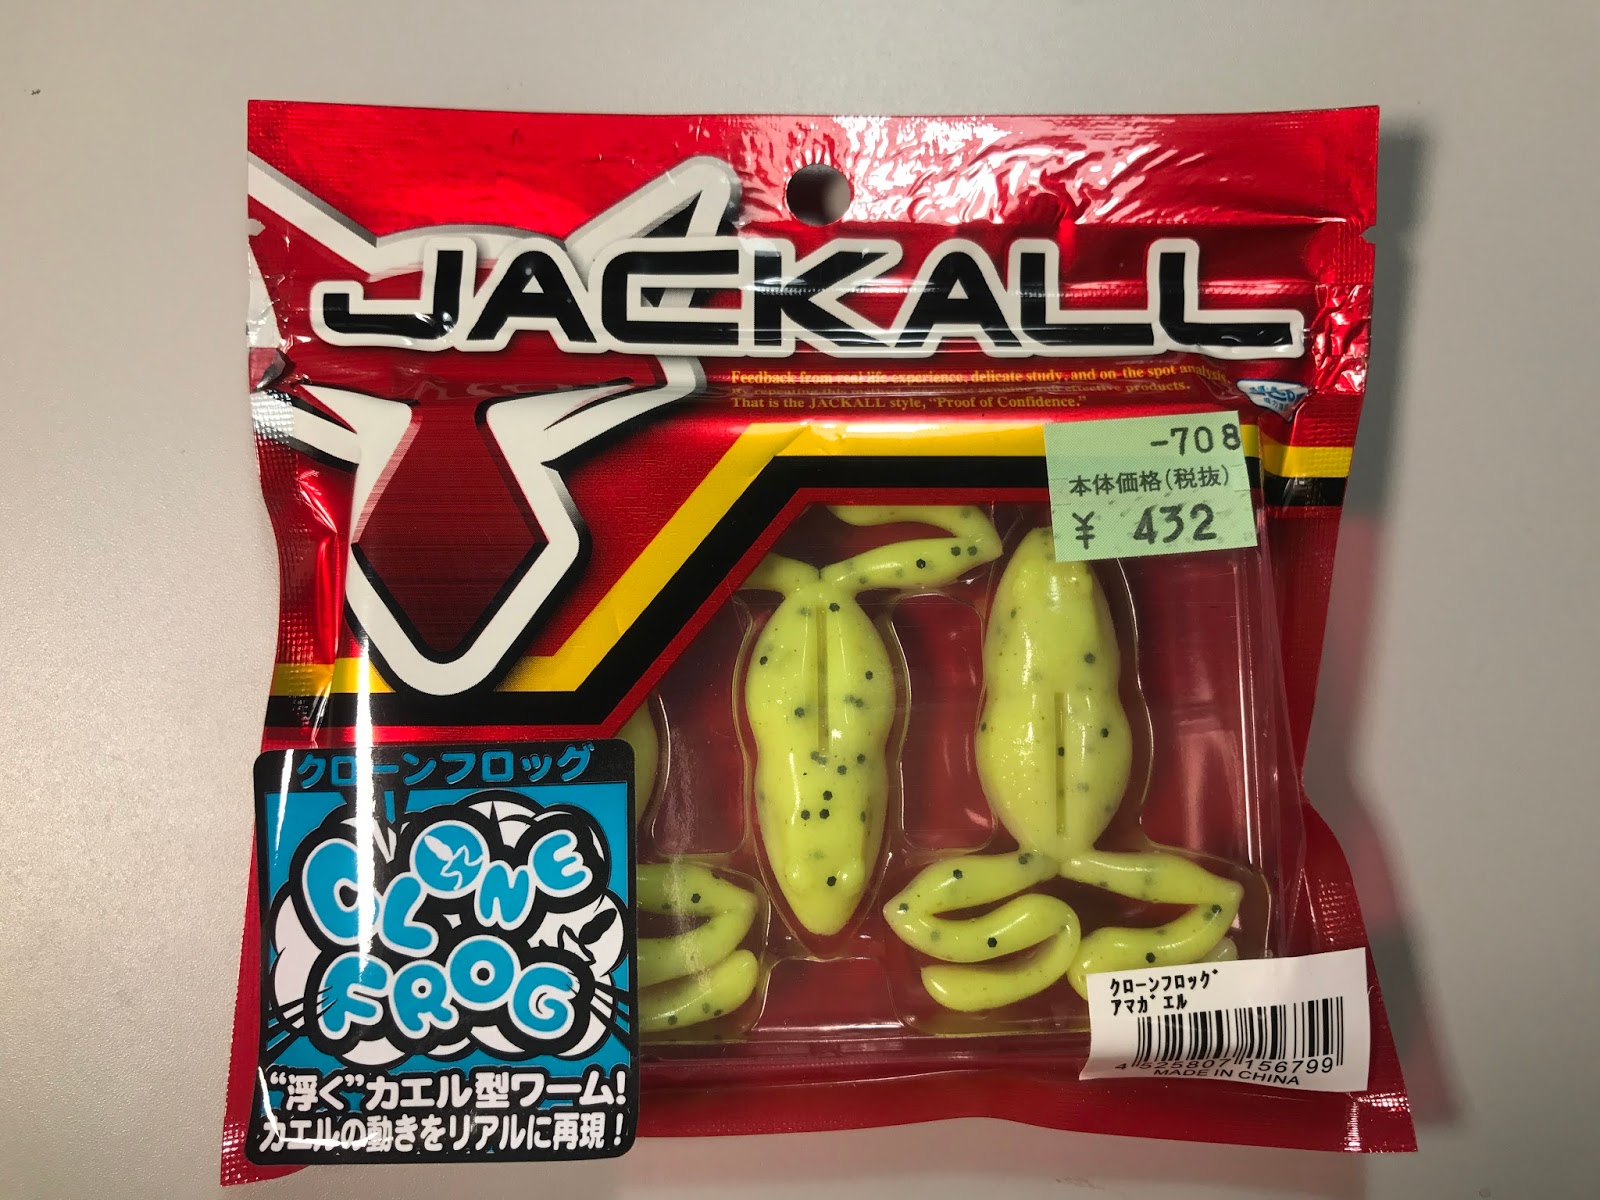 JACKALL
Feedback from real-life experience, delicate study, and on-the-spot analysis,
That is the JACKALL style, "Proof of Confidence."
-708
本体価格(税抜)
¥ 432
クローンフロッグ
CLONE
FROG
“浮く”カエル型ワーム!
カエルの動きをリアルに再現!
クローンフロッグ
アマガエル
4 525807 156799
MADE IN CHINA